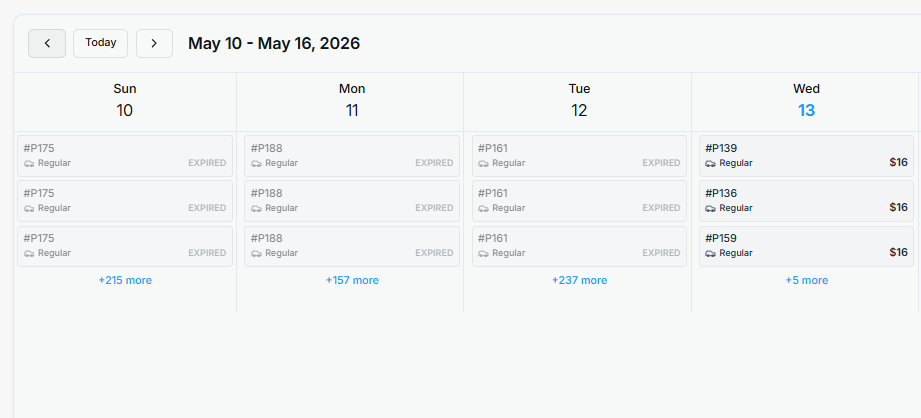 Today
May 10 - May 16, 2026
Sun
10
Mon
11
Tue
12
Wed
13
#P175
Regular
EXPIRED
#P175
Regular
EXPIRED
#P175
Regular
EXPIRED
+215 more
#P188
Regular
EXPIRED
#P188
Regular
EXPIRED
#P188
Regular
EXPIRED
+157 more
#P161
Regular
EXPIRED
#P161
Regular
EXPIRED
#P161
Regular
EXPIRED
+237 more
#P139
Regular
$16
#P136
Regular
$16
#P159
Regular
$16
+5 more